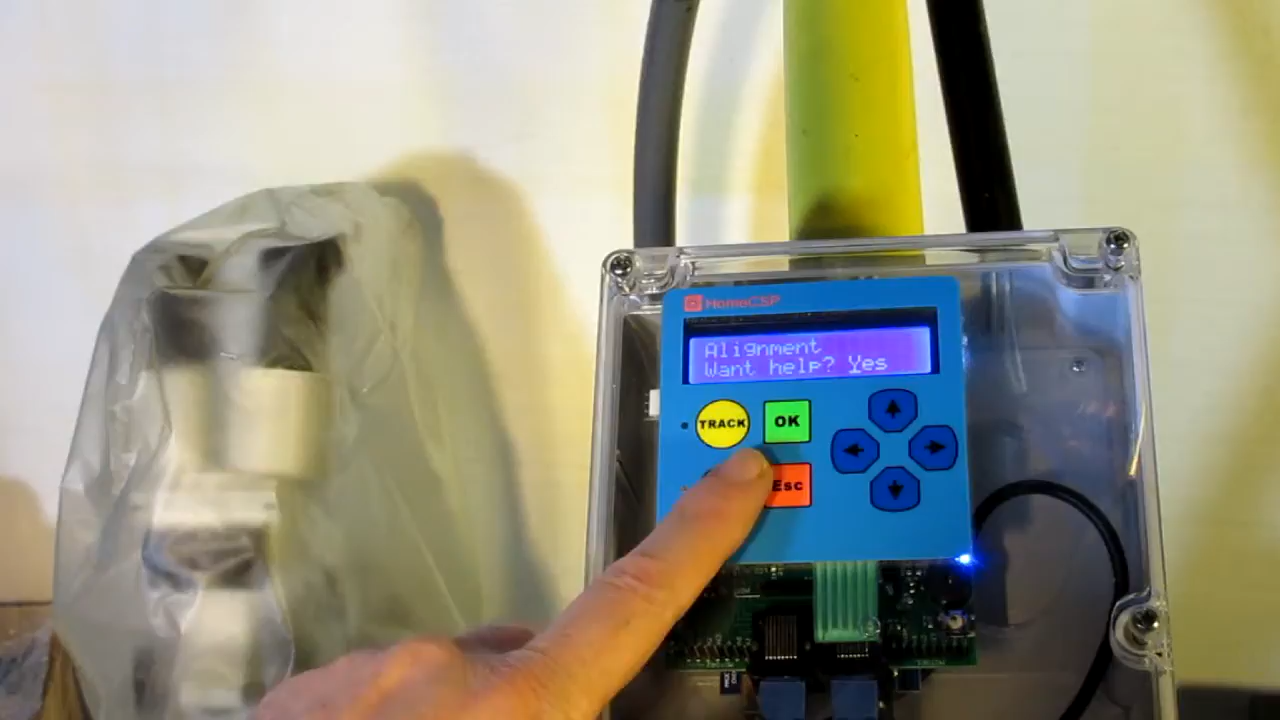 HomeCSP
Alignment
Want help? Yes
TRACK
OK
Esc